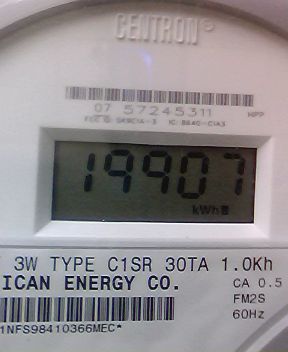 CENTRON
07 57245311 HPP
19907
kWh
3W TYPE C1SR 30TA 1.0Kh
ICAN ENERGY CO. CA 0.5
FM2S
60Hz
1NFS98410366MEC*